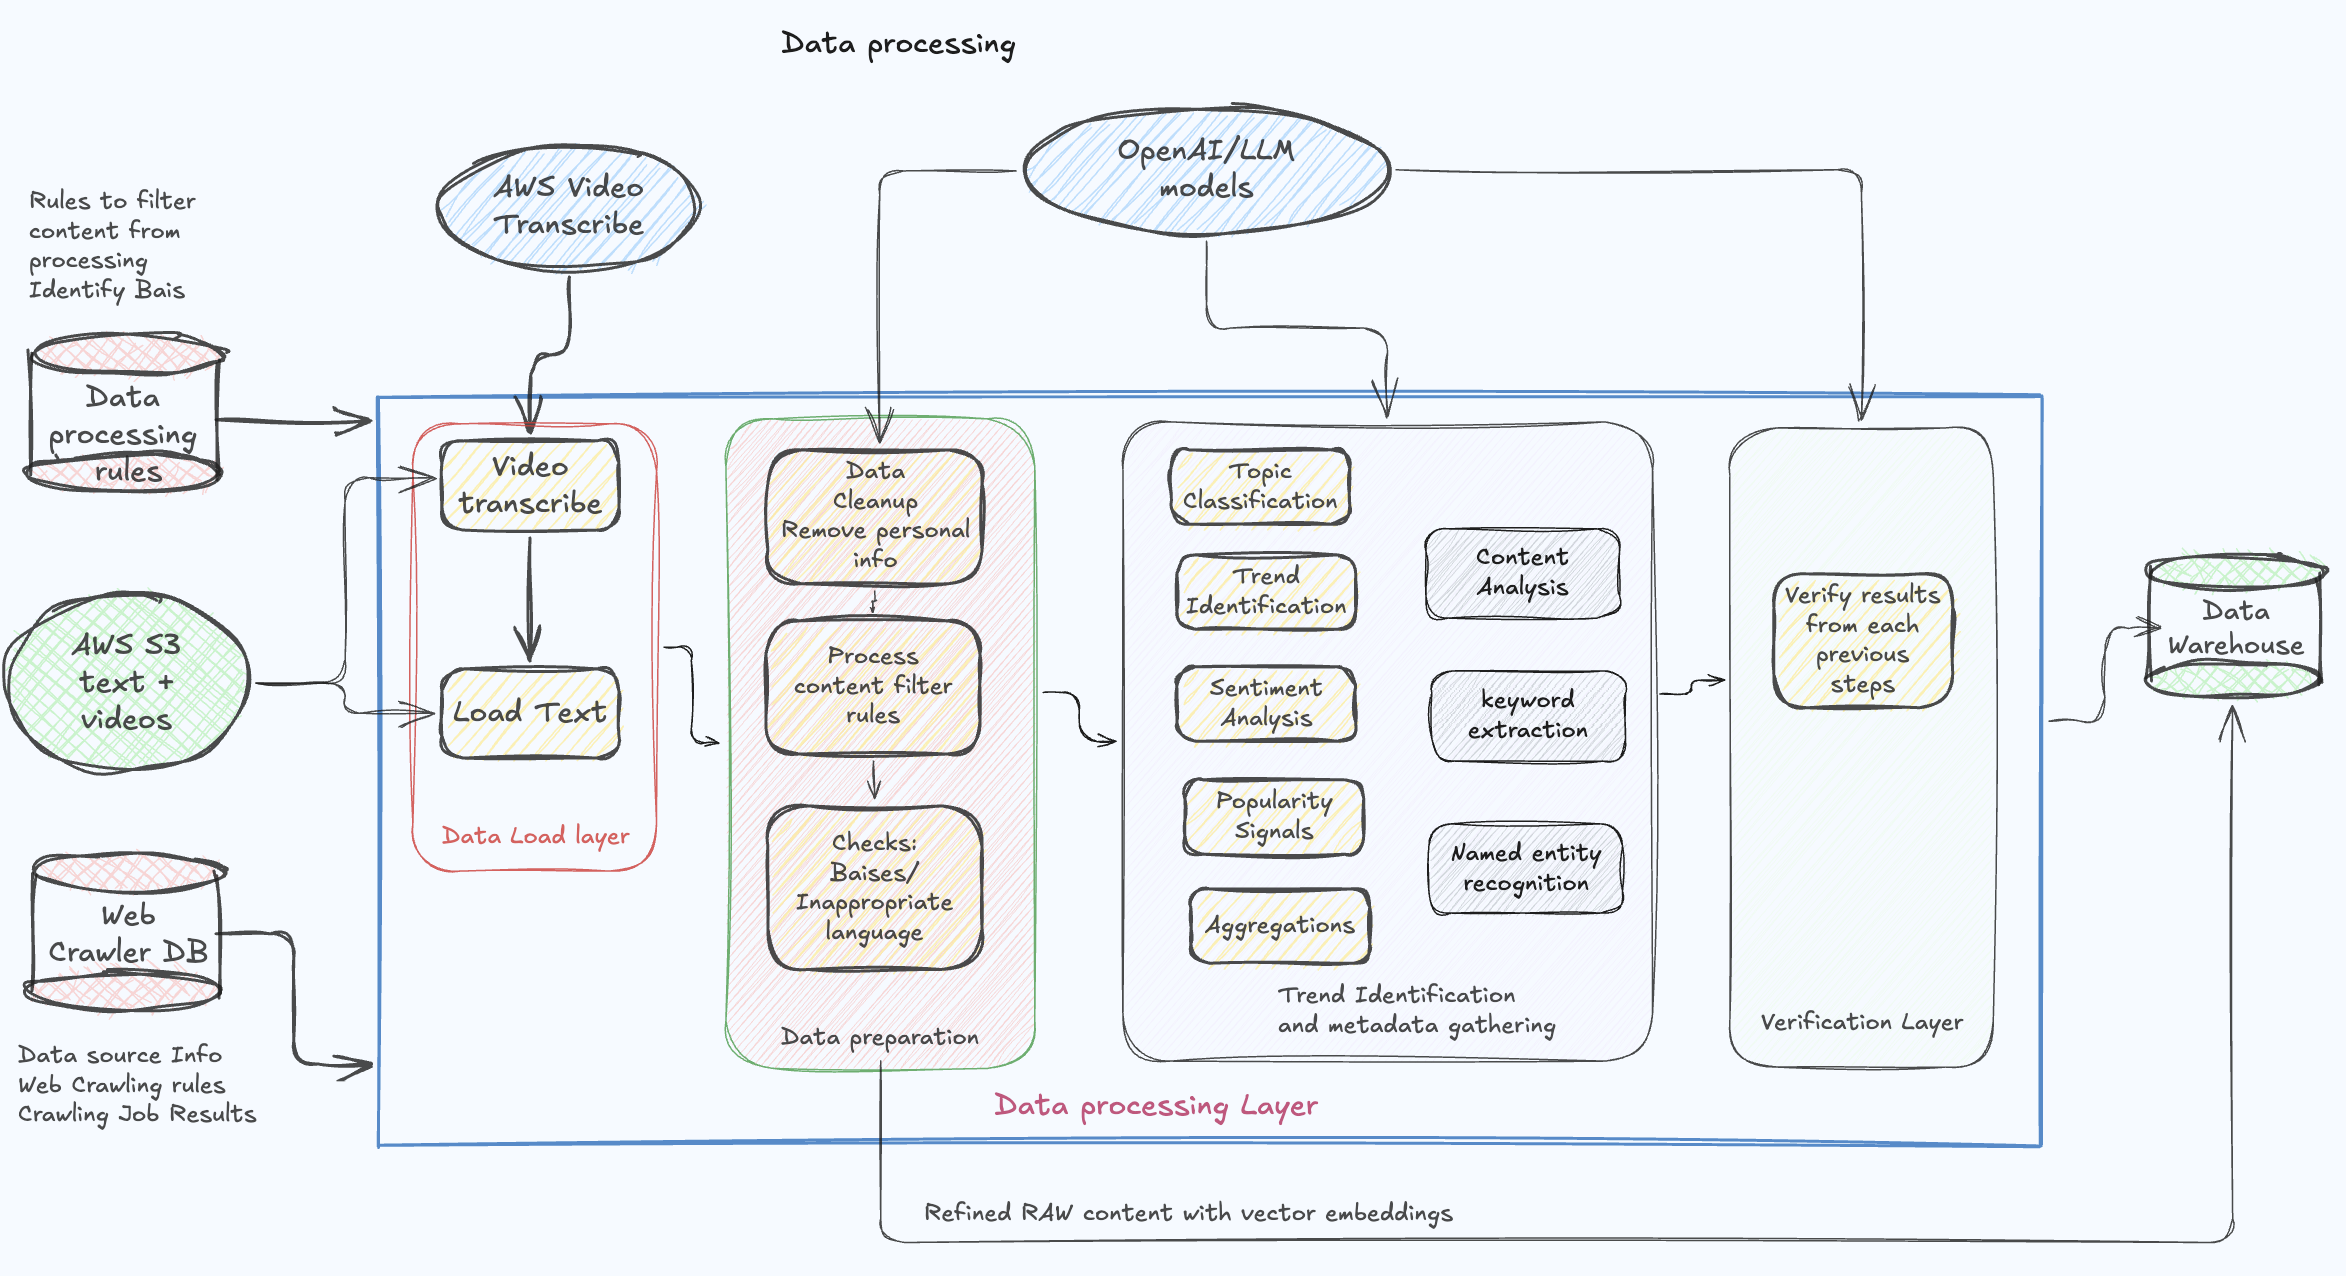 Data processing
OpenAI/LLM
models
AWS Video
Transcribe
Rules to filter
content from
processing
Identify Bais
Data
processing
rules
AWS S3
text +
videos
Web
Crawler DB
Data source Info
Web Crawling rules
Crawling Job Results
Video
transcribe
Load Text
Data Load layer
Data
Cleanup
Remove personal
info
Process
content filter
rules
Checks:
Baises/
Inappropriate
language
Data preparation
Topic
Classification
Trend
Identification
Sentiment
Analysis
Popularity
Signals
Aggregations
Content
Analysis
keyword
extraction
Named entity
recognition
Trend Identification
and metadata gathering
Verify results
from each
previous
steps
Verification Layer
Data
Warehouse
Data processing Layer
Refined RAW content with vector embeddings